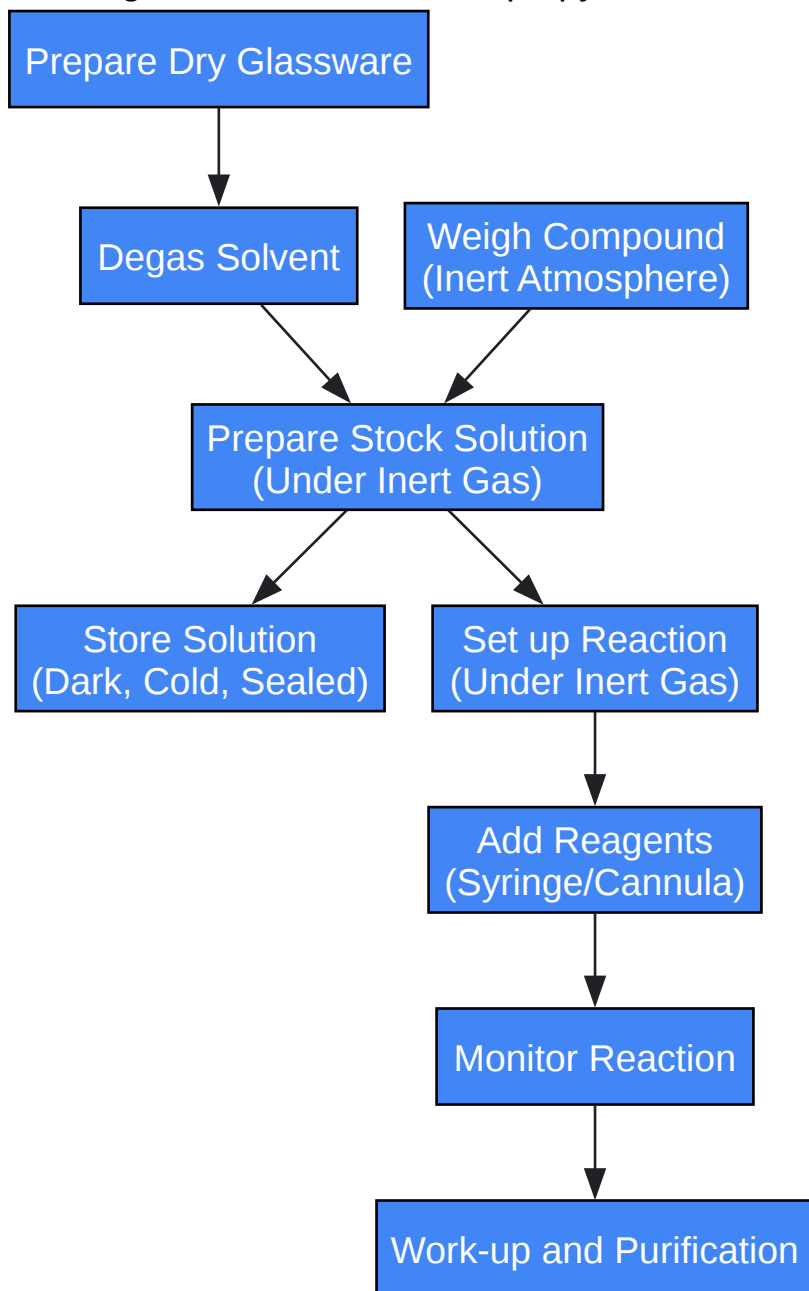 Prepare Dry Glassware
Degas Solvent
Weigh Compound
(Inert Atmosphere)
Prepare Stock Solution
(Under Inert Gas)
Store Solution
(Dark, Cold, Sealed)
Set up Reaction
(Under Inert Gas)
Add Reagents
(Syringe/Cannula)
Monitor Reaction
Work-up and Purification